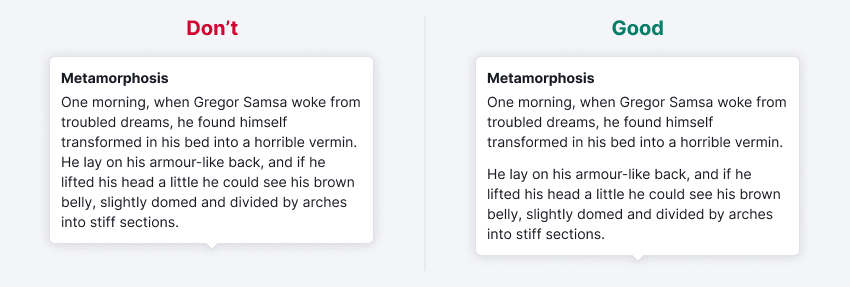 Don’t
Metamorphosis
One morning, when Gregor Samsa woke from
troubled dreams, he found himself
transformed in his bed into a horrible vermin.
He lay on his armour-like back, and if he
lifted his head a little he could see his brown
belly, slightly domed and divided by arches
into stiff sections.
Good
Metamorphosis
One morning, when Gregor Samsa woke from
troubled dreams, he found himself
transformed in his bed into a horrible vermin.
He lay on his armour-like back, and if he
lifted his head a little he could see his brown
belly, slightly domed and divided by arches
into stiff sections.